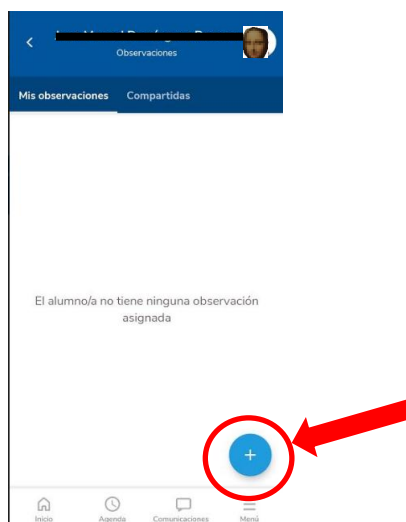 Observaciones
Mis observaciones Compartidas
El alumno/a no tiene ninguna observación
asignada
+
Inicio Agenda Comunicaciones Menú